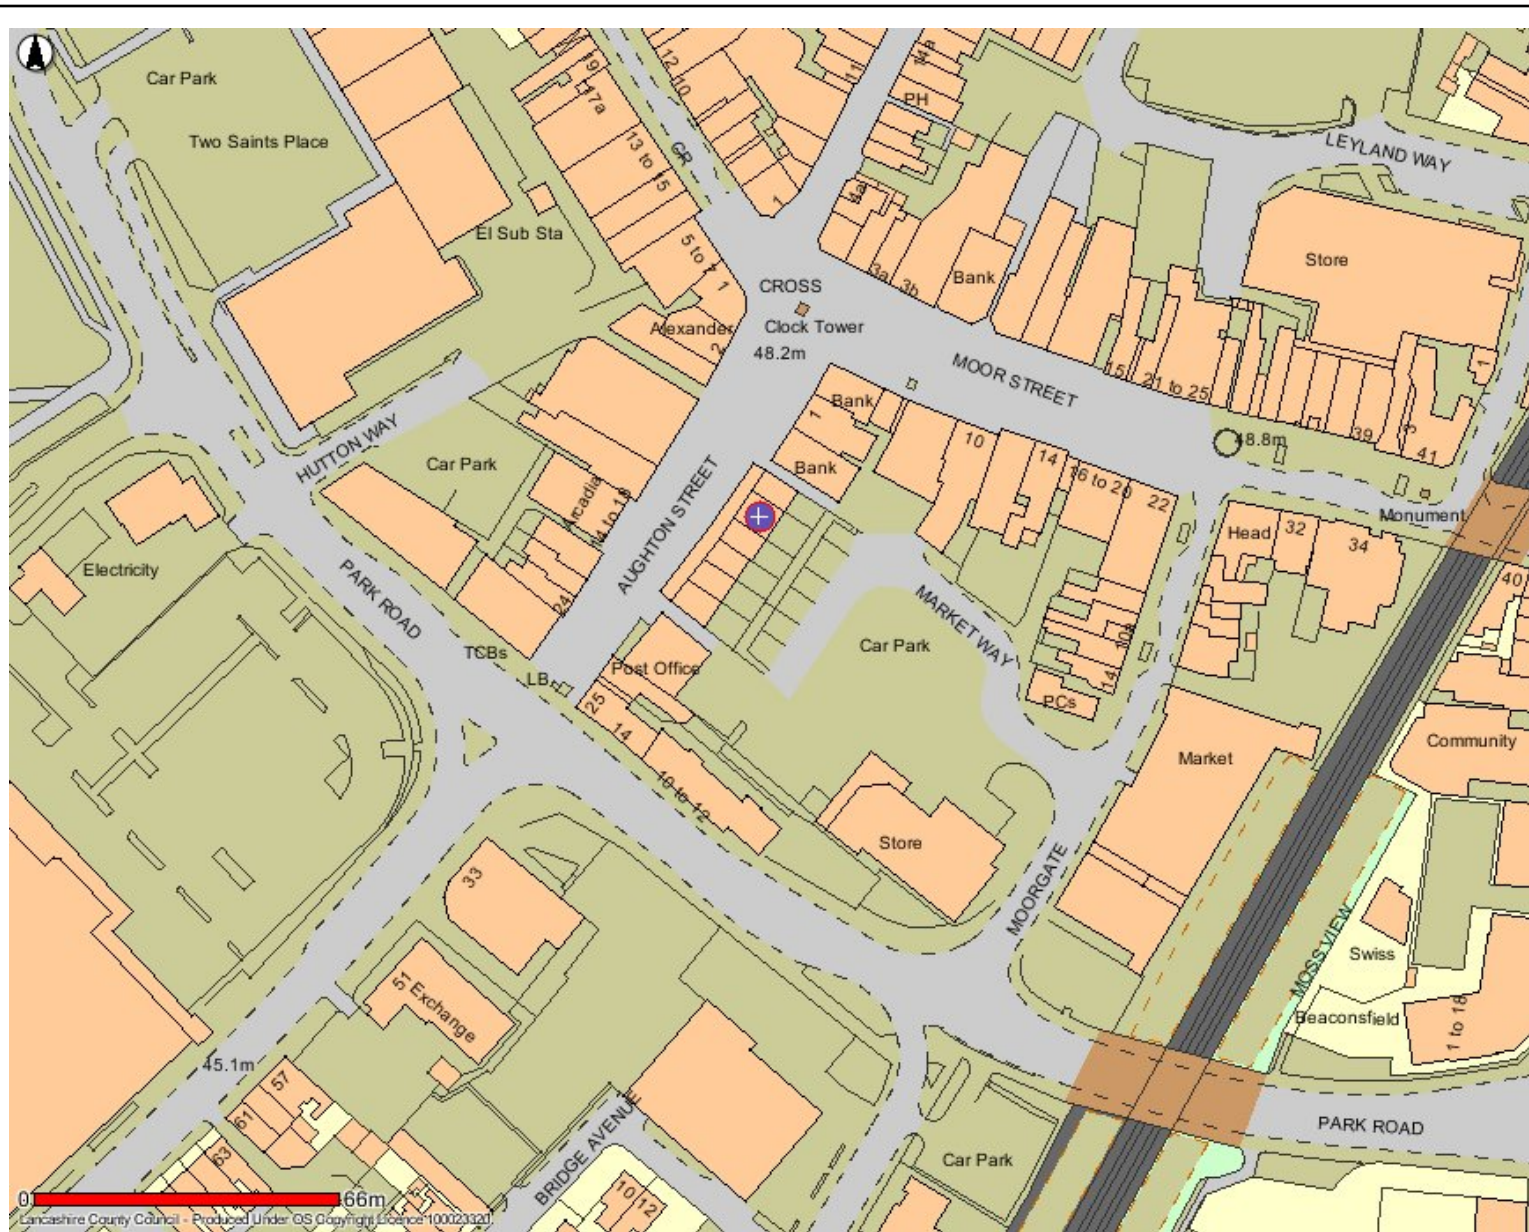 Car Park
Two Saints Place
19
17a
13 to 15
12
10
11
14a
PH
LEYLAND WAY
El Sub Sta
5 to 7
1
1
CROSS
Clock Tower
48.2m
Alexander
2
3a
3b
Bank
Store
MOOR STREET
15
21 to 25
1
HUTTON WAY
Car Park
Arcadia
AUGHTON STREET
Bank
1
Bank
10
14
16 to 20
22
48.8m
39
41
Monument
Head
32
34
40
Electricity
PARK ROAD
24
TCBs
LB
Post Office
25
14
10 to 12
Car Park
MARKET WAY
PCs
Market
Community
Store
MOORGATE
33
51
Exchange
MOSS VIEW
Swiss
Beaconsfield
1 to 18
45.1m
57
61
63
BRIDGE AVENUE
10
12
Car Park
PARK ROAD
0
66m
Lancashire County Council - Produced Under OS Copyright Licence 100023320.